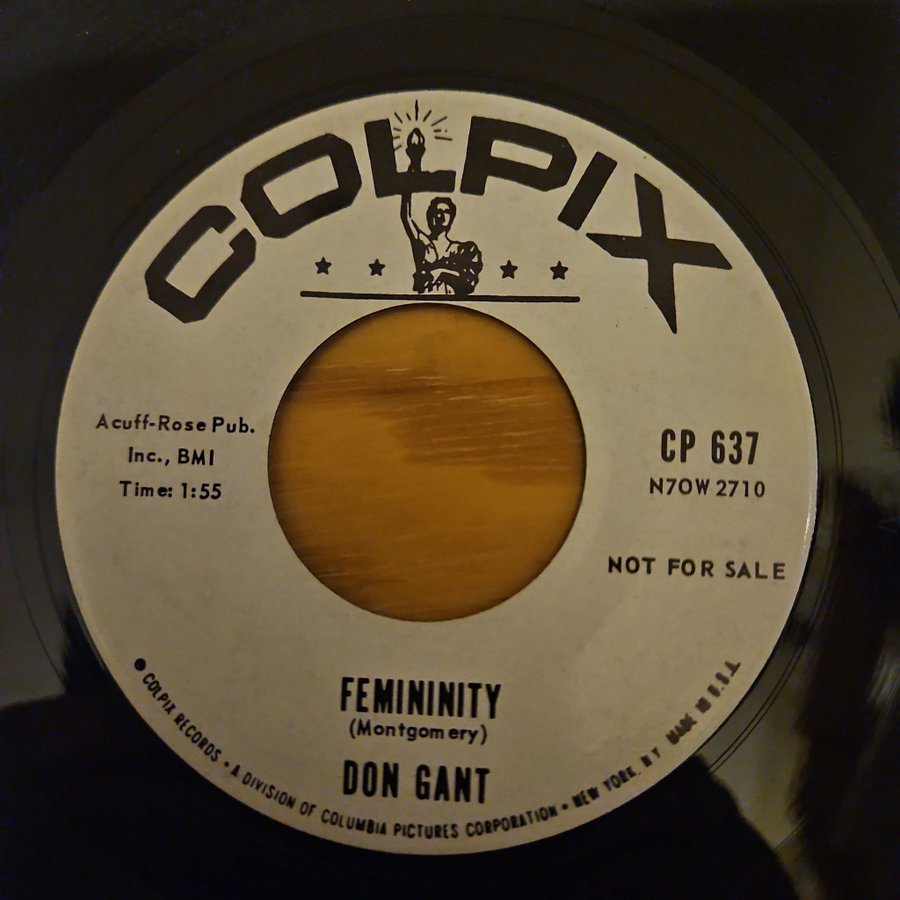 COLPIX
Acuff-Rose Pub.
Inc., BMI
Time: 1:55
CP 637
N7OW 2710
NOT FOR SALE
FEMININITY
(Montgomery)
DON GANT
● COLPIX RECORDS • A DIVISION OF COLUMBIA PICTURES CORPORATION • NEW YORK, N.Y. MADE IN U.S.A.